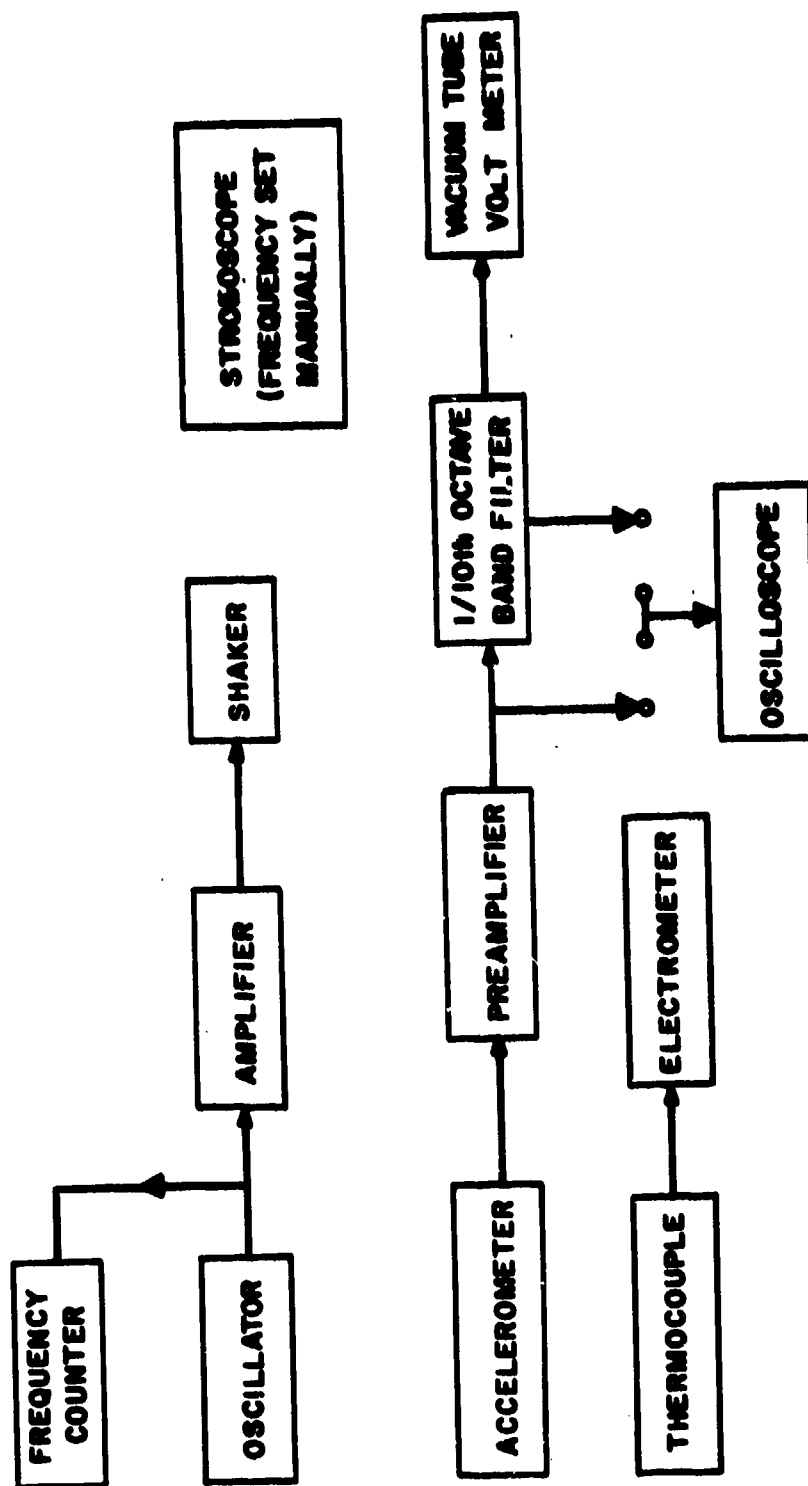 FREQUENCY
COUNTER
OSCILLATOR
AMPLIFIER
SHAKER
STROBOSCOPE
(FREQUENCY SET
MANUALLY)
ACCELEROMETER
PREAMPLIFIER
1/10th OCTAVE
BAND FILTER
VACUUM TUBE
VOLT METER
THERMOCOUPLE
ELECTROMETER
OSCILLOSCOPE